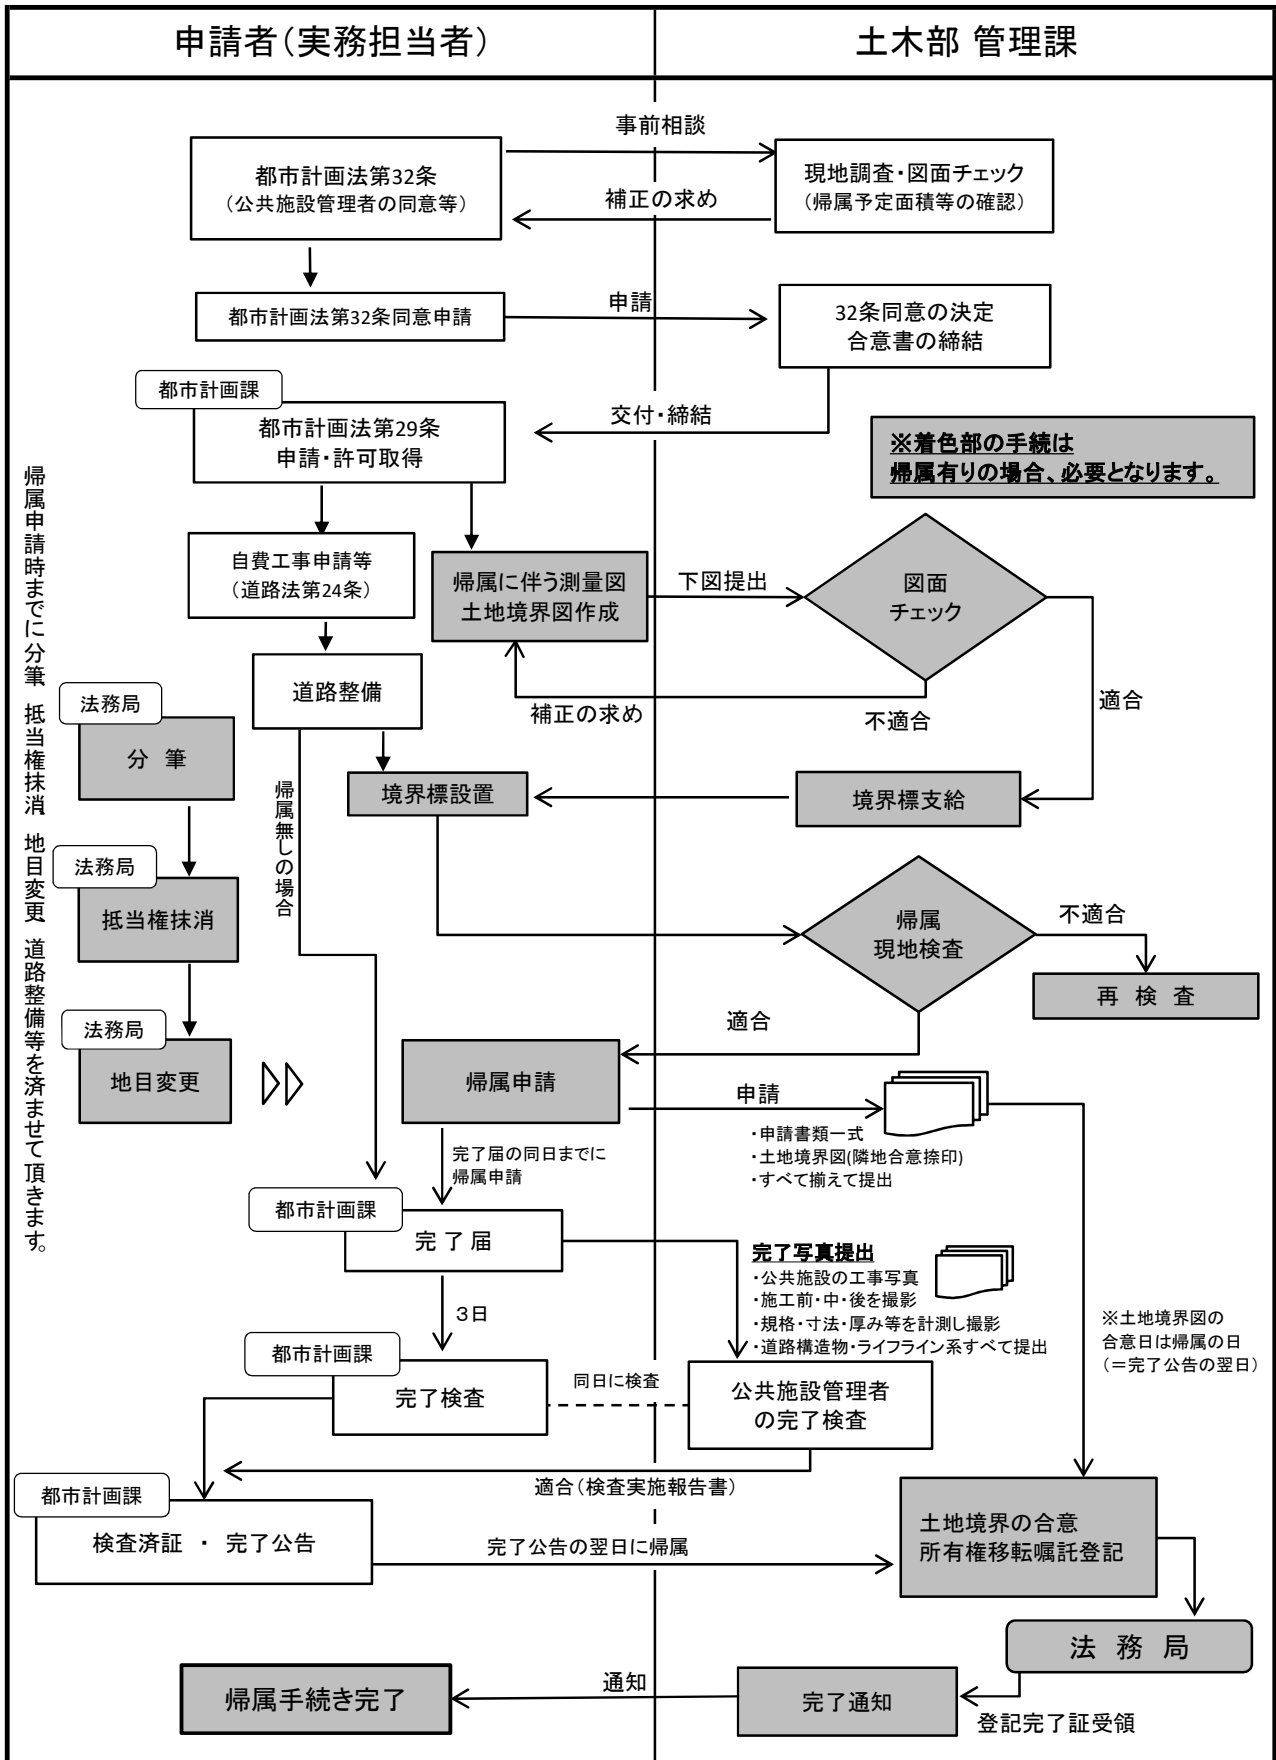 申請者(実務担当者)
土木部 管理課
事前相談
都市計画法第32条
(公共施設管理者の同意等)
現地調査・図面チェック
(帰属予定面積等の確認)
補正の求め
都市計画法第32条同意申請
申請
32条同意の決定
合意書の締結
都市計画課
都市計画法第29条
申請・許可取得
交付・締結
※着色部の手続は
帰属有りの場合、必要となります。
帰属申請時までに分筆、抵当権抹消、地目変更、道路整備等を済ませて頂きます。
自費工事申請等
(道路法第24条)
帰属に伴う測量図
土地境界図作成
下図提出
図面
チェック
道路整備
補正の求め
不適合
適合
法務局
分 筆
帰属無しの場合
境界標設置
境界標支給
法務局
抵当権抹消
帰属
現地検査
不適合
再 検 査
適合
法務局
地目変更
帰属申請
申請
・申請書類一式
・土地境界図(隣地合意捺印)
・すべて揃えて提出
完了届の同日までに
帰属申請
都市計画課
完 了 届
完了写真提出
・公共施設の工事写真
・施工前・中・後を撮影
・規格・寸法・厚み等を計測し撮影
・道路構造物・ライフライン系すべて提出
※土地境界図の
合意日は帰属の日
(=完了公告の翌日)
3日
都市計画課
完了検査
同日に検査
公共施設管理者
の完了検査
適合(検査実施報告書)
都市計画課
検査済証 ・ 完了公告
完了公告の翌日に帰属
土地境界の合意
所有権移転嘱託登記
法 務 局
登記完了証受領
完了通知
通知
帰属手続き完了